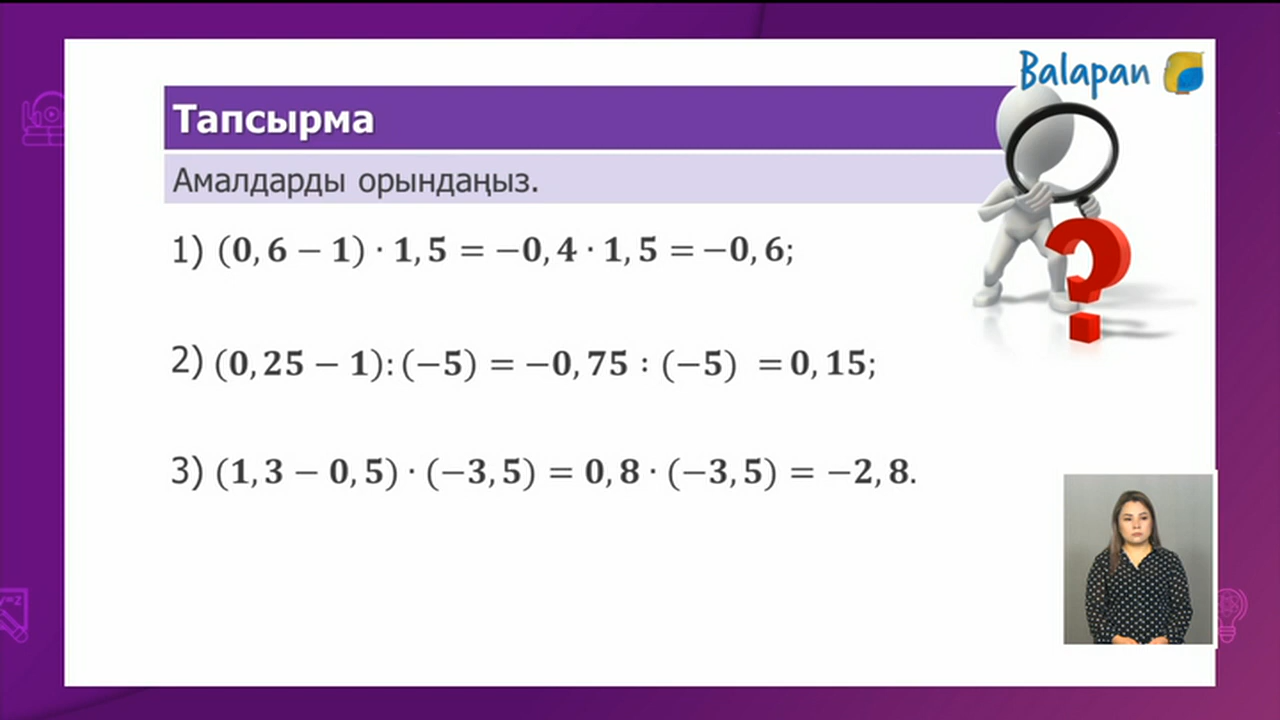 Balapan
Тапсырма
Амалдарды орындаңыз.
1) (0,6 − 1) · 1,5 = −0,4 · 1,5 = −0,6;
2) (0,25 − 1): (−5) = −0,75 : (−5) = 0,15;
3) (1,3 − 0,5) · (−3,5) = 0,8 · (−3,5) = −2,8.